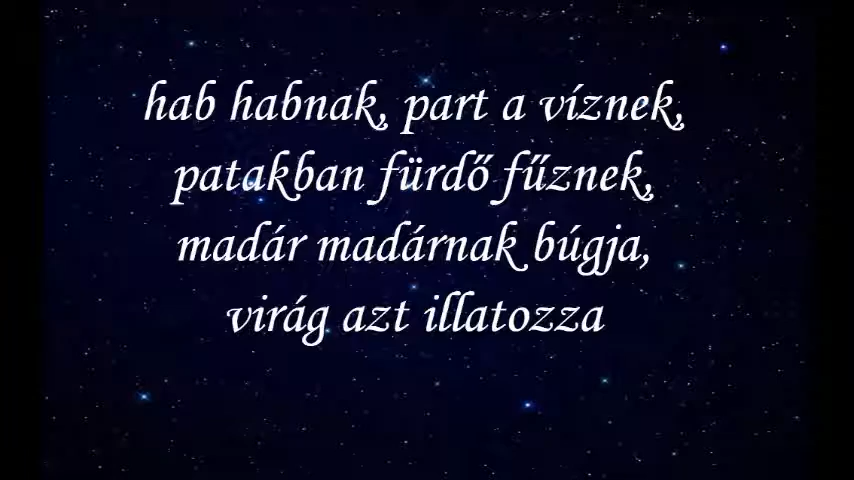 hab habnak, part a víznek,
patakban fürdő fűznek,
madár madárnak búgja,
virág azt illatozza